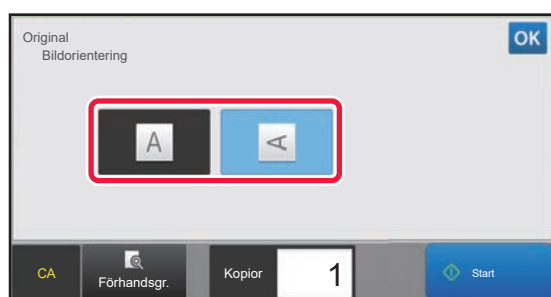 Original
Bildorientering
OK
A
A
CA
Förhandsgr.
Kopior
1
Start